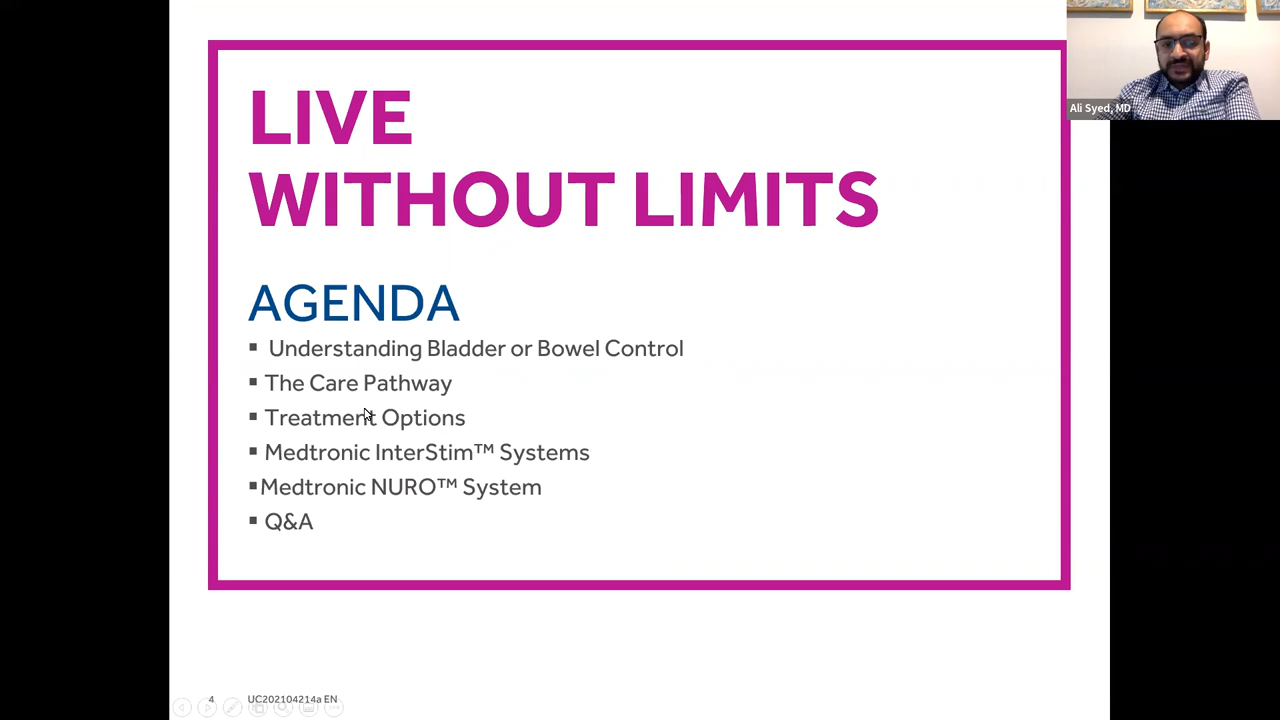 LIVE
WITHOUT LIMITS
AGENDA
▪ Understanding Bladder or Bowel Control
▪ The Care Pathway
▪ Treatment Options
▪ Medtronic InterStim™ Systems
▪Medtronic NURO™ System
▪ Q&A
4 UC202104214a EN
Ali Syed, MD